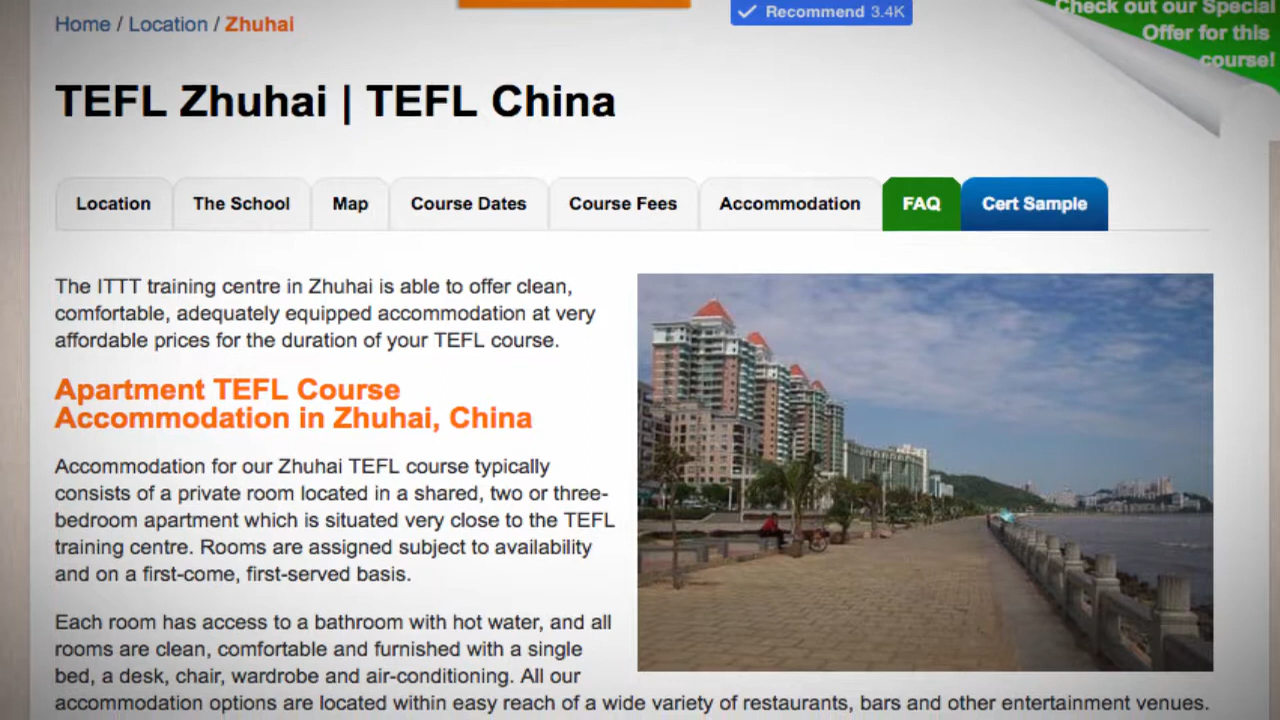 Home / Location / Zhuhai
Recommend 3.4K
Check out our Special
Offer for this
course!
TEFL Zhuhai | TEFL China
Location The School Map Course Dates Course Fees Accommodation FAQ Cert Sample
The ITTT training centre in Zhuhai is able to offer clean,
comfortable, adequately equipped accommodation at very
affordable prices for the duration of your TEFL course.
Apartment TEFL Course
Accommodation in Zhuhai, China
Accommodation for our Zhuhai TEFL course typically
consists of a private room located in a shared, two or three-
bedroom apartment which is situated very close to the TEFL
training centre. Rooms are assigned subject to availability
and on a first-come, first-served basis.
Each room has access to a bathroom with hot water, and all
rooms are clean, comfortable and furnished with a single
bed, a desk, chair, wardrobe and air-conditioning. All our
accommodation options are located within easy reach of a wide variety of restaurants, bars and other entertainment venues.